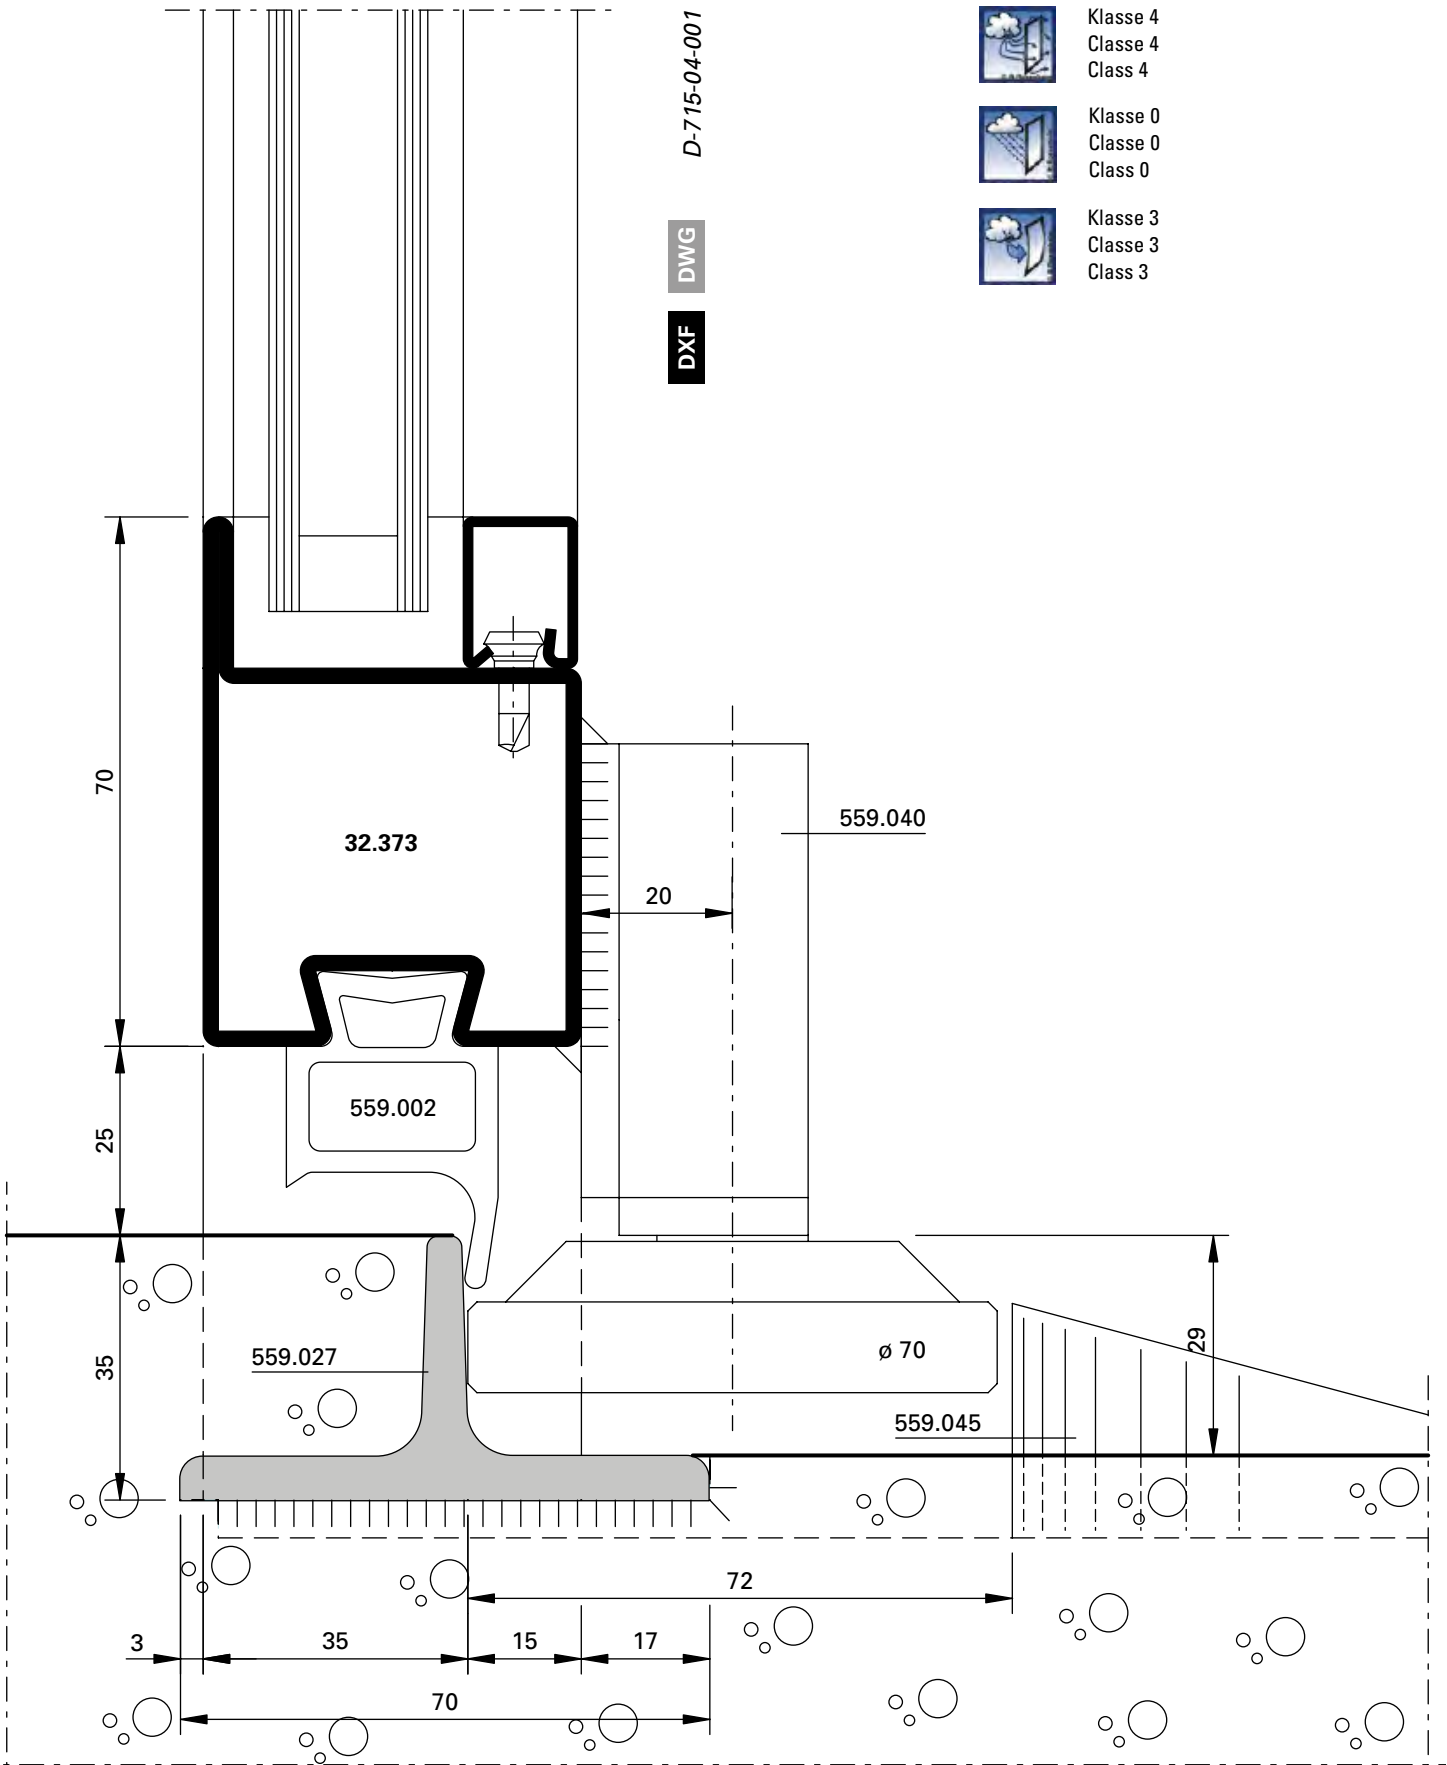 D-715-04-001
DWG
DXF
Klasse 4
Classe 4
Class 4
Klasse 0
Classe 0
Class 0
Klasse 3
Classe 3
Class 3
70
32.373
559.040
20
25
559.002
35
559.027
ø 70
29
559.045
72
3
35
15
17
70